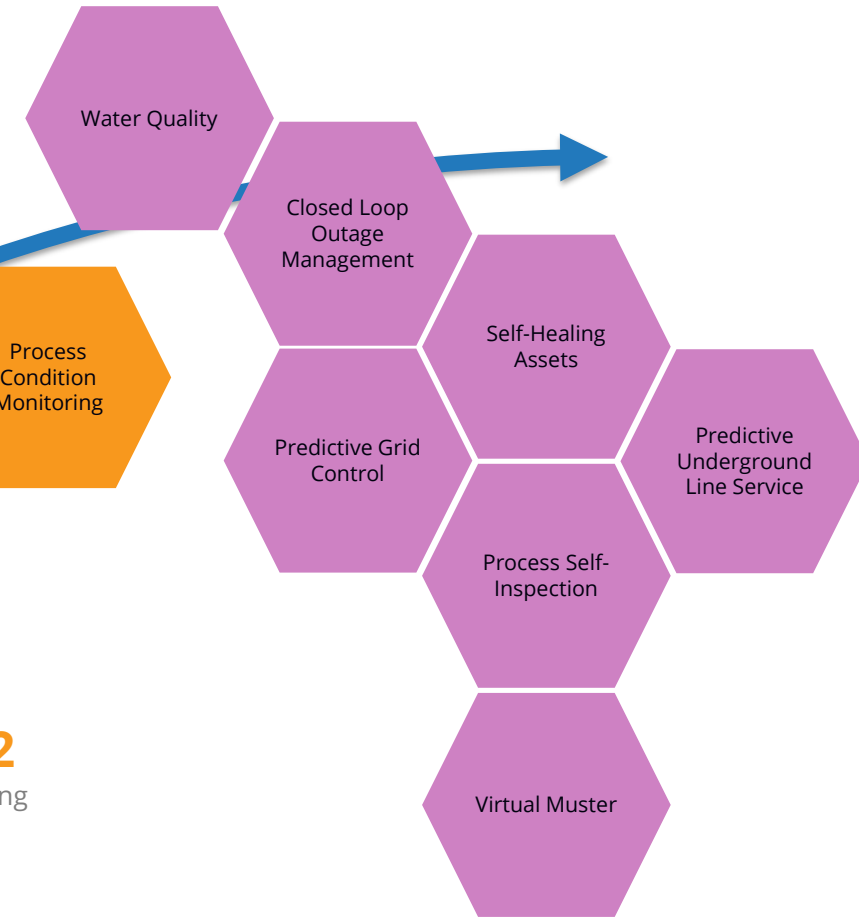 Water Quality
Closed Loop
Outage
Management
Self-Healing
Assets
Process
Condition
Monitoring
Predictive Grid
Control
Predictive
Underground
Line Service
Process Self-
Inspection
2
ng
Virtual Muster